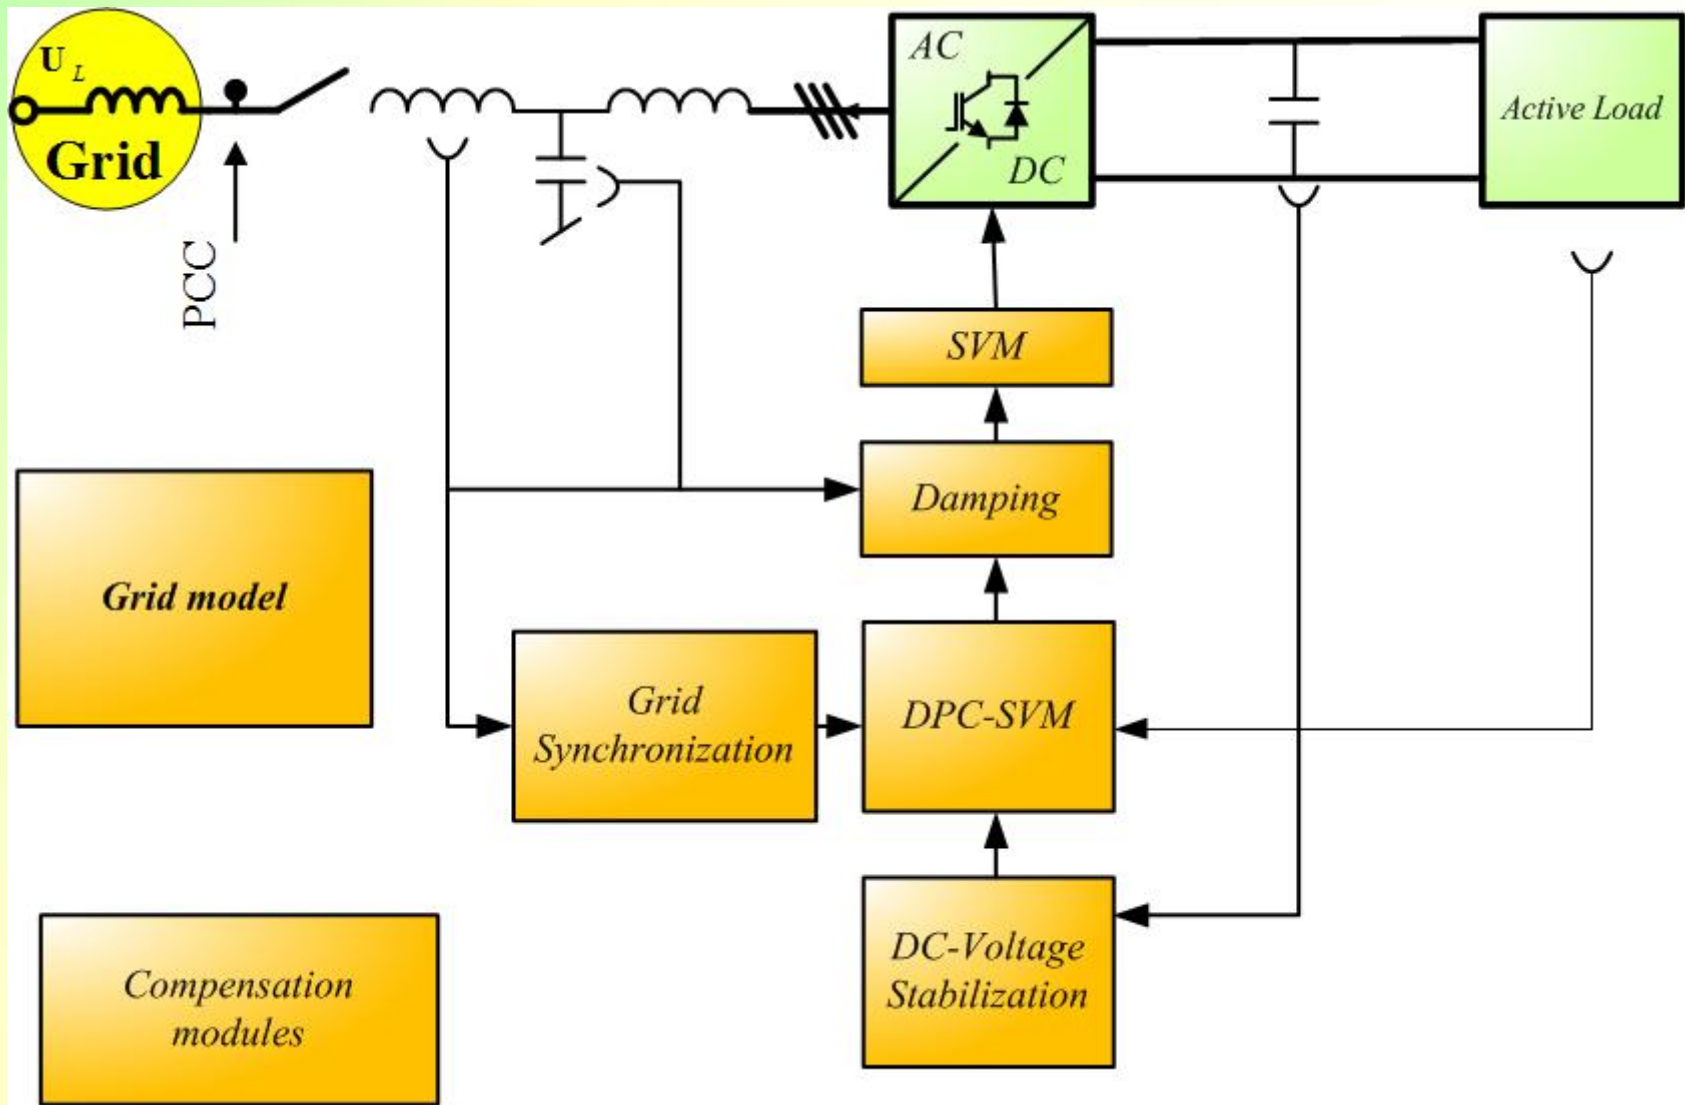 U L
Grid
PCC
AC
DC
Active Load
SVM
Damping
Grid model
Grid
Synchronization
DPC-SVM
DC-Voltage
Stabilization
Compensation
modules